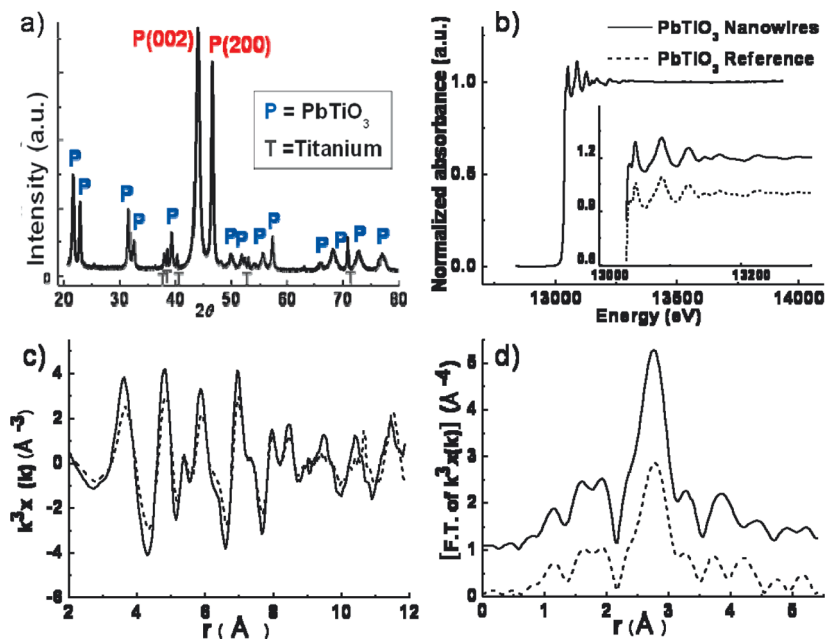 a)
P(002)
P(200)
P = PbTiO3
T =Titanium
P
P
P
P
P
P
P
P
P
P
P
P
P
T
T
T
T
T
Intensity (a.u.)
0
20 30 40 50 60 70 80
2θ
b)
PbTiO3 Nanowires
PbTiO3 Reference
Normalized absorbance (a.u.)
1.0
0.5
0.0
1.2
0.9
0.6
13000 13200
13000 13500 14000
Energy (eV)
c)
k³x (k) (Å⁻³)
4
2
0
-2
-4
-6
2 4 6 8 10 12
r (Å)
d)
[F.T. of k³x(k)] (Å -4)
5
4
3
2
1
0
0 1 2 3 4 5
r (Å)